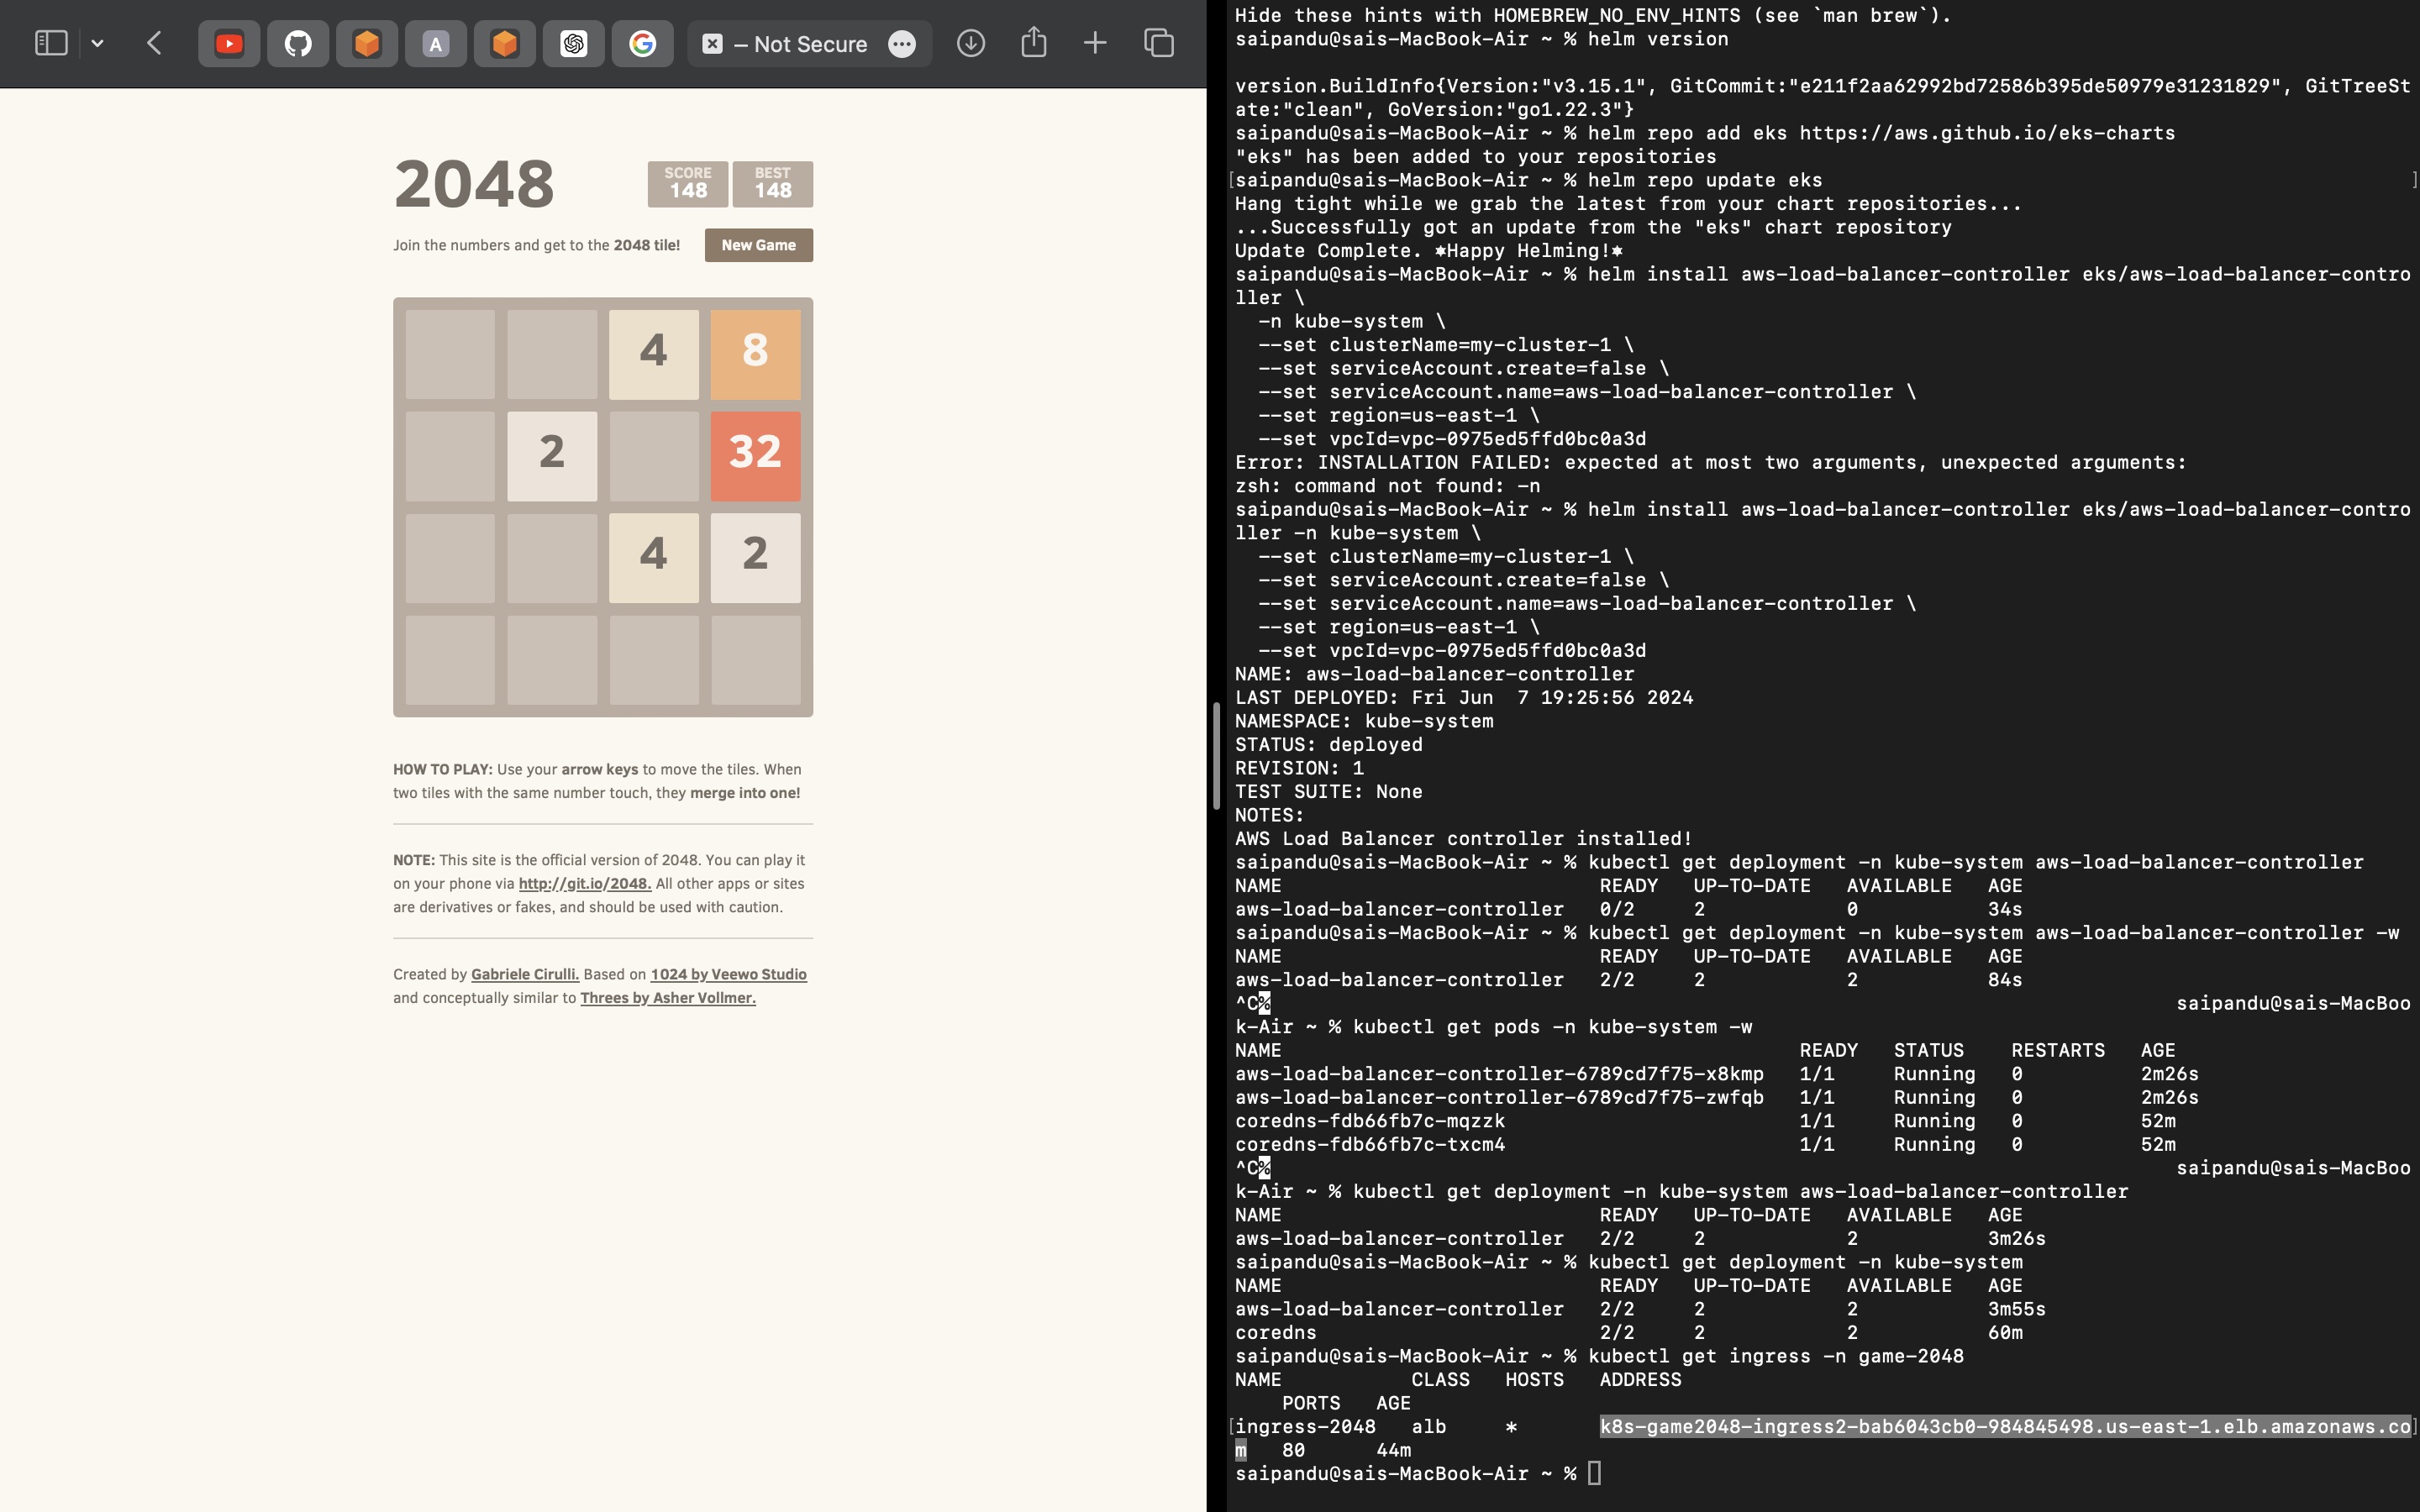 A
— Not Secure
2048
SCORE
148
BEST
148
Join the numbers and get to the 2048 tile!
New Game
4 8
2 32
4 2
HOW TO PLAY: Use your arrow keys to move the tiles. When
two tiles with the same number touch, they merge into one!
NOTE: This site is the official version of 2048. You can play it
on your phone via http://git.io/2048. All other apps or sites
are derivatives or fakes, and should be used with caution.
Created by Gabriele Cirulli. Based on 1024 by Veewo Studio
and conceptually similar to Threes by Asher Vollmer.
Hide these hints with HOMEBREW_NO_ENV_HINTS (see `man brew`).
saipandu@sais-MacBook-Air ~ % helm version
version.BuildInfo{Version:"v3.15.1", GitCommit:"e211f2aa62992bd72586b395de50979e31231829", GitTreeSt
ate:"clean", GoVersion:"go1.22.3"}
saipandu@sais-MacBook-Air ~ % helm repo add eks https://aws.github.io/eks-charts
"eks" has been added to your repositories
[saipandu@sais-MacBook-Air ~ % helm repo update eks ]
Hang tight while we grab the latest from your chart repositories...
...Successfully got an update from the "eks" chart repository
Update Complete. ⎈Happy Helming!⎈
saipandu@sais-MacBook-Air ~ % helm install aws-load-balancer-controller eks/aws-load-balancer-contro
ller \
-n kube-system \
--set clusterName=my-cluster-1 \
--set serviceAccount.create=false \
--set serviceAccount.name=aws-load-balancer-controller \
--set region=us-east-1 \
--set vpcId=vpc-0975ed5ffd0bc0a3d
Error: INSTALLATION FAILED: expected at most two arguments, unexpected arguments:
zsh: command not found: -n
saipandu@sais-MacBook-Air ~ % helm install aws-load-balancer-controller eks/aws-load-balancer-contro
ller -n kube-system \
--set clusterName=my-cluster-1 \
--set serviceAccount.create=false \
--set serviceAccount.name=aws-load-balancer-controller \
--set region=us-east-1 \
--set vpcId=vpc-0975ed5ffd0bc0a3d
NAME: aws-load-balancer-controller
LAST DEPLOYED: Fri Jun  7 19:25:56 2024
NAMESPACE: kube-system
STATUS: deployed
REVISION: 1
TEST SUITE: None
NOTES:
AWS Load Balancer controller installed!
saipandu@sais-MacBook-Air ~ % kubectl get deployment -n kube-system aws-load-balancer-controller
NAME READY UP-TO-DATE AVAILABLE AGE
aws-load-balancer-controller 0/2 2 0 34s
saipandu@sais-MacBook-Air ~ % kubectl get deployment -n kube-system aws-load-balancer-controller -w
NAME READY UP-TO-DATE AVAILABLE AGE
aws-load-balancer-controller 2/2 2 2 84s
^C% saipandu@sais-MacBoo
k-Air ~ % kubectl get pods -n kube-system -w
NAME READY STATUS RESTARTS AGE
aws-load-balancer-controller-6789cd7f75-x8kmp 1/1 Running 0 2m26s
aws-load-balancer-controller-6789cd7f75-zwfqb 1/1 Running 0 2m26s
coredns-fdb66fb7c-mqzzk 1/1 Running 0 52m
coredns-fdb66fb7c-txcm4 1/1 Running 0 52m
^C% saipandu@sais-MacBoo
k-Air ~ % kubectl get deployment -n kube-system aws-load-balancer-controller
NAME READY UP-TO-DATE AVAILABLE AGE
aws-load-balancer-controller 2/2 2 2 3m26s
saipandu@sais-MacBook-Air ~ % kubectl get deployment -n kube-system
NAME READY UP-TO-DATE AVAILABLE AGE
aws-load-balancer-controller 2/2 2 2 3m55s
coredns 2/2 2 2 60m
saipandu@sais-MacBook-Air ~ % kubectl get ingress -n game-2048
NAME CLASS HOSTS ADDRESS
PORTS AGE
[ingress-2048 alb * k8s-game2048-ingress2-bab6043cb0-984845498.us-east-1.elb.amazonaws.co]
m 80 44m
saipandu@sais-MacBook-Air ~ %